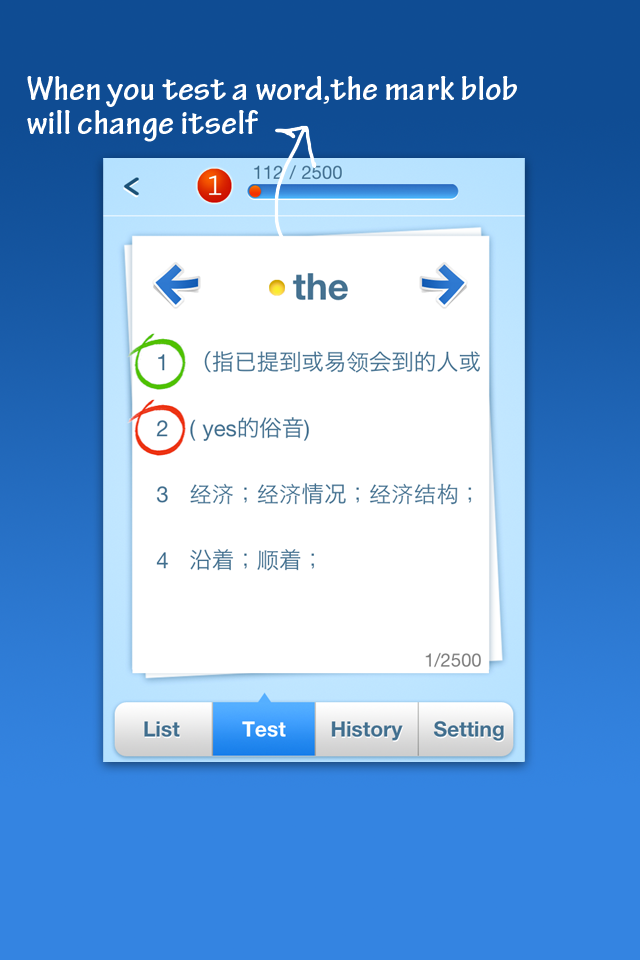 When you test a word,the mark blob
will change itself
1
112 / 2500
the
1 （指已提到或易领会到的人或
2 ( yes的俗音)
3 经济；经济情况；经济结构；
4 沿着；顺着；
1/2500
List Test History Setting